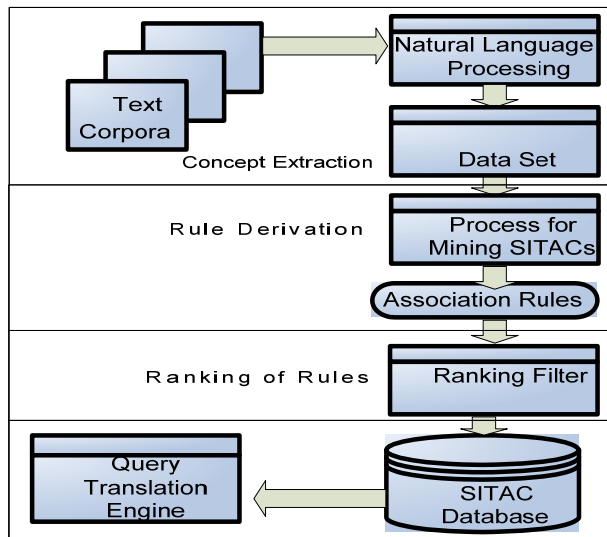 Text
Corpora
Natural Language
Processing
Concept Extraction
Data Set
Rule Derivation
Process for
Mining SITACs
Association Rules
Ranking of Rules
Ranking Filter
Query
Translation
Engine
SITAC
Database